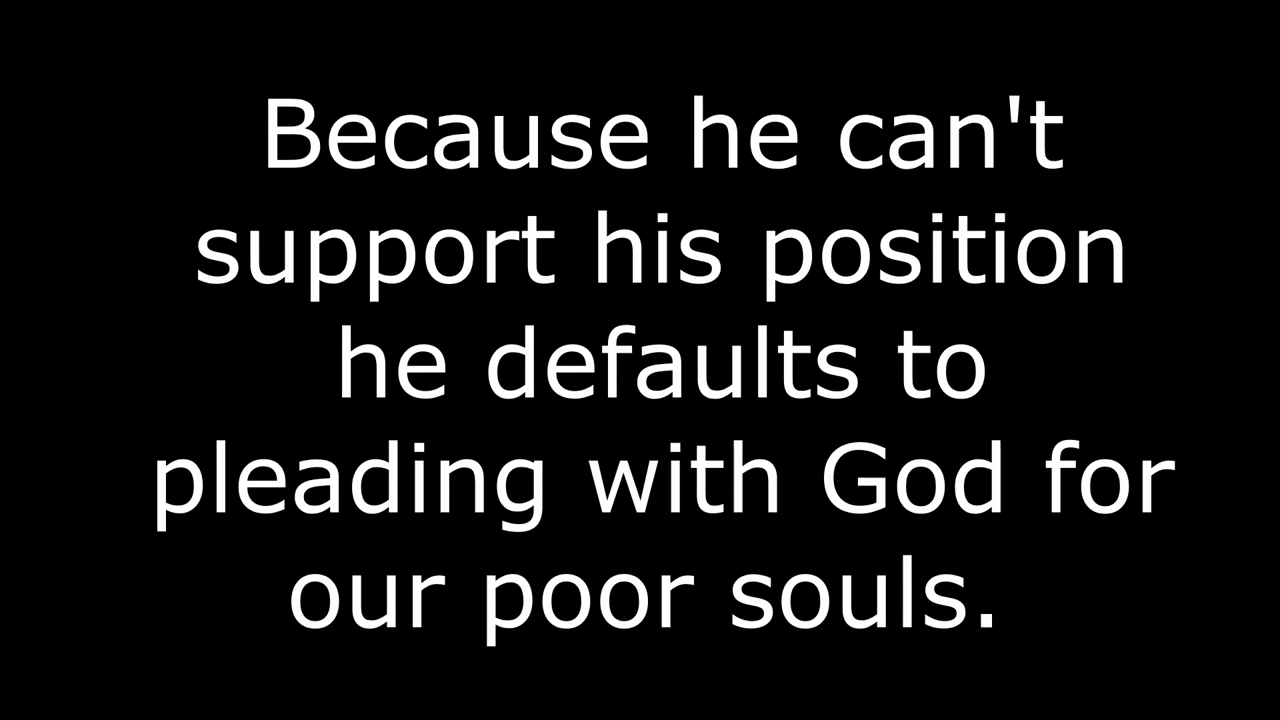 Because he can't
support his position
he defaults to
pleading with God for
our poor souls.